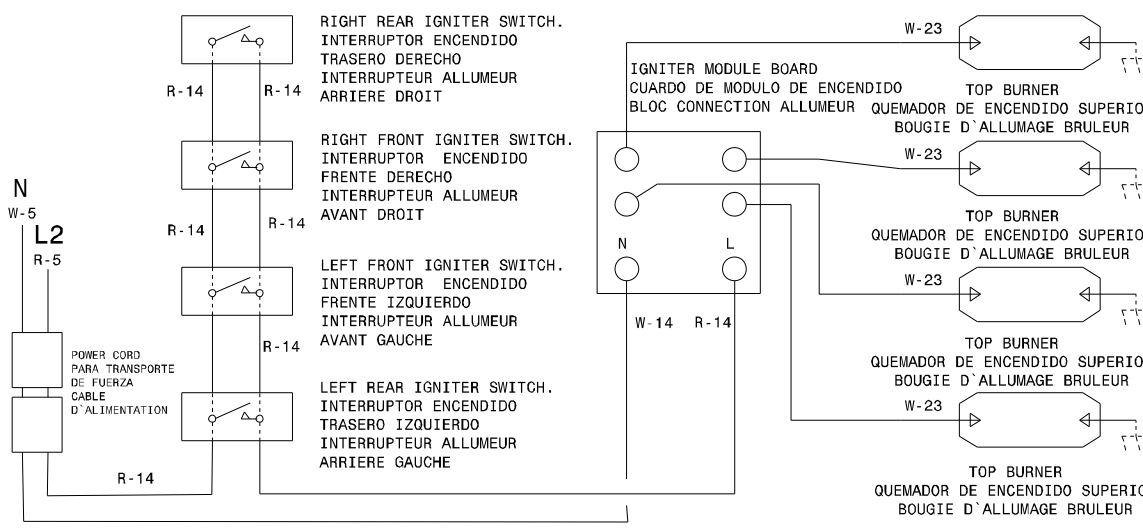 RIGHT REAR IGNITER SWITCH.
INTERRUPTOR ENCENDIDO
TRASERO DERECHO
INTERRUPTEUR ALLUMEUR
ARRIERE DROIT
R-14
R-14
RIGHT FRONT IGNITER SWITCH.
INTERRUPTOR ENCENDIDO
FRENTE DERECHO
INTERRUPTEUR ALLUMEUR
AVANT DROIT
R-14
R-14
LEFT FRONT IGNITER SWITCH.
INTERRUPTOR ENCENDIDO
FRENTE IZQUIERDO
INTERRUPTEUR ALLUMEUR
AVANT GAUCHE
R-14
LEFT REAR IGNITER SWITCH.
INTERRUPTOR ENCENDIDO
TRASERO IZQUIERDO
INTERRUPTEUR ALLUMEUR
ARRIERE GAUCHE
N
W-5
L2
R-5
POWER CORD
PARA TRANSPORTE
DE FUERZA
CABLE
D`ALIMENTATION
R-14
IGNITER MODULE BOARD
CUARDO DE MODULO DE ENCENDIDO
BLOC CONNECTION ALLUMEUR
N
L
W-14
R-14
W-23
TOP BURNER
QUEMADOR DE ENCENDIDO SUPERIO
BOUGIE D`ALLUMAGE BRULEUR
W-23
TOP BURNER
QUEMADOR DE ENCENDIDO SUPERIO
BOUGIE D`ALLUMAGE BRULEUR
W-23
TOP BURNER
QUEMADOR DE ENCENDIDO SUPERIO
BOUGIE D`ALLUMAGE BRULEUR
W-23
TOP BURNER
QUEMADOR DE ENCENDIDO SUPERIO
BOUGIE D`ALLUMAGE BRULEUR